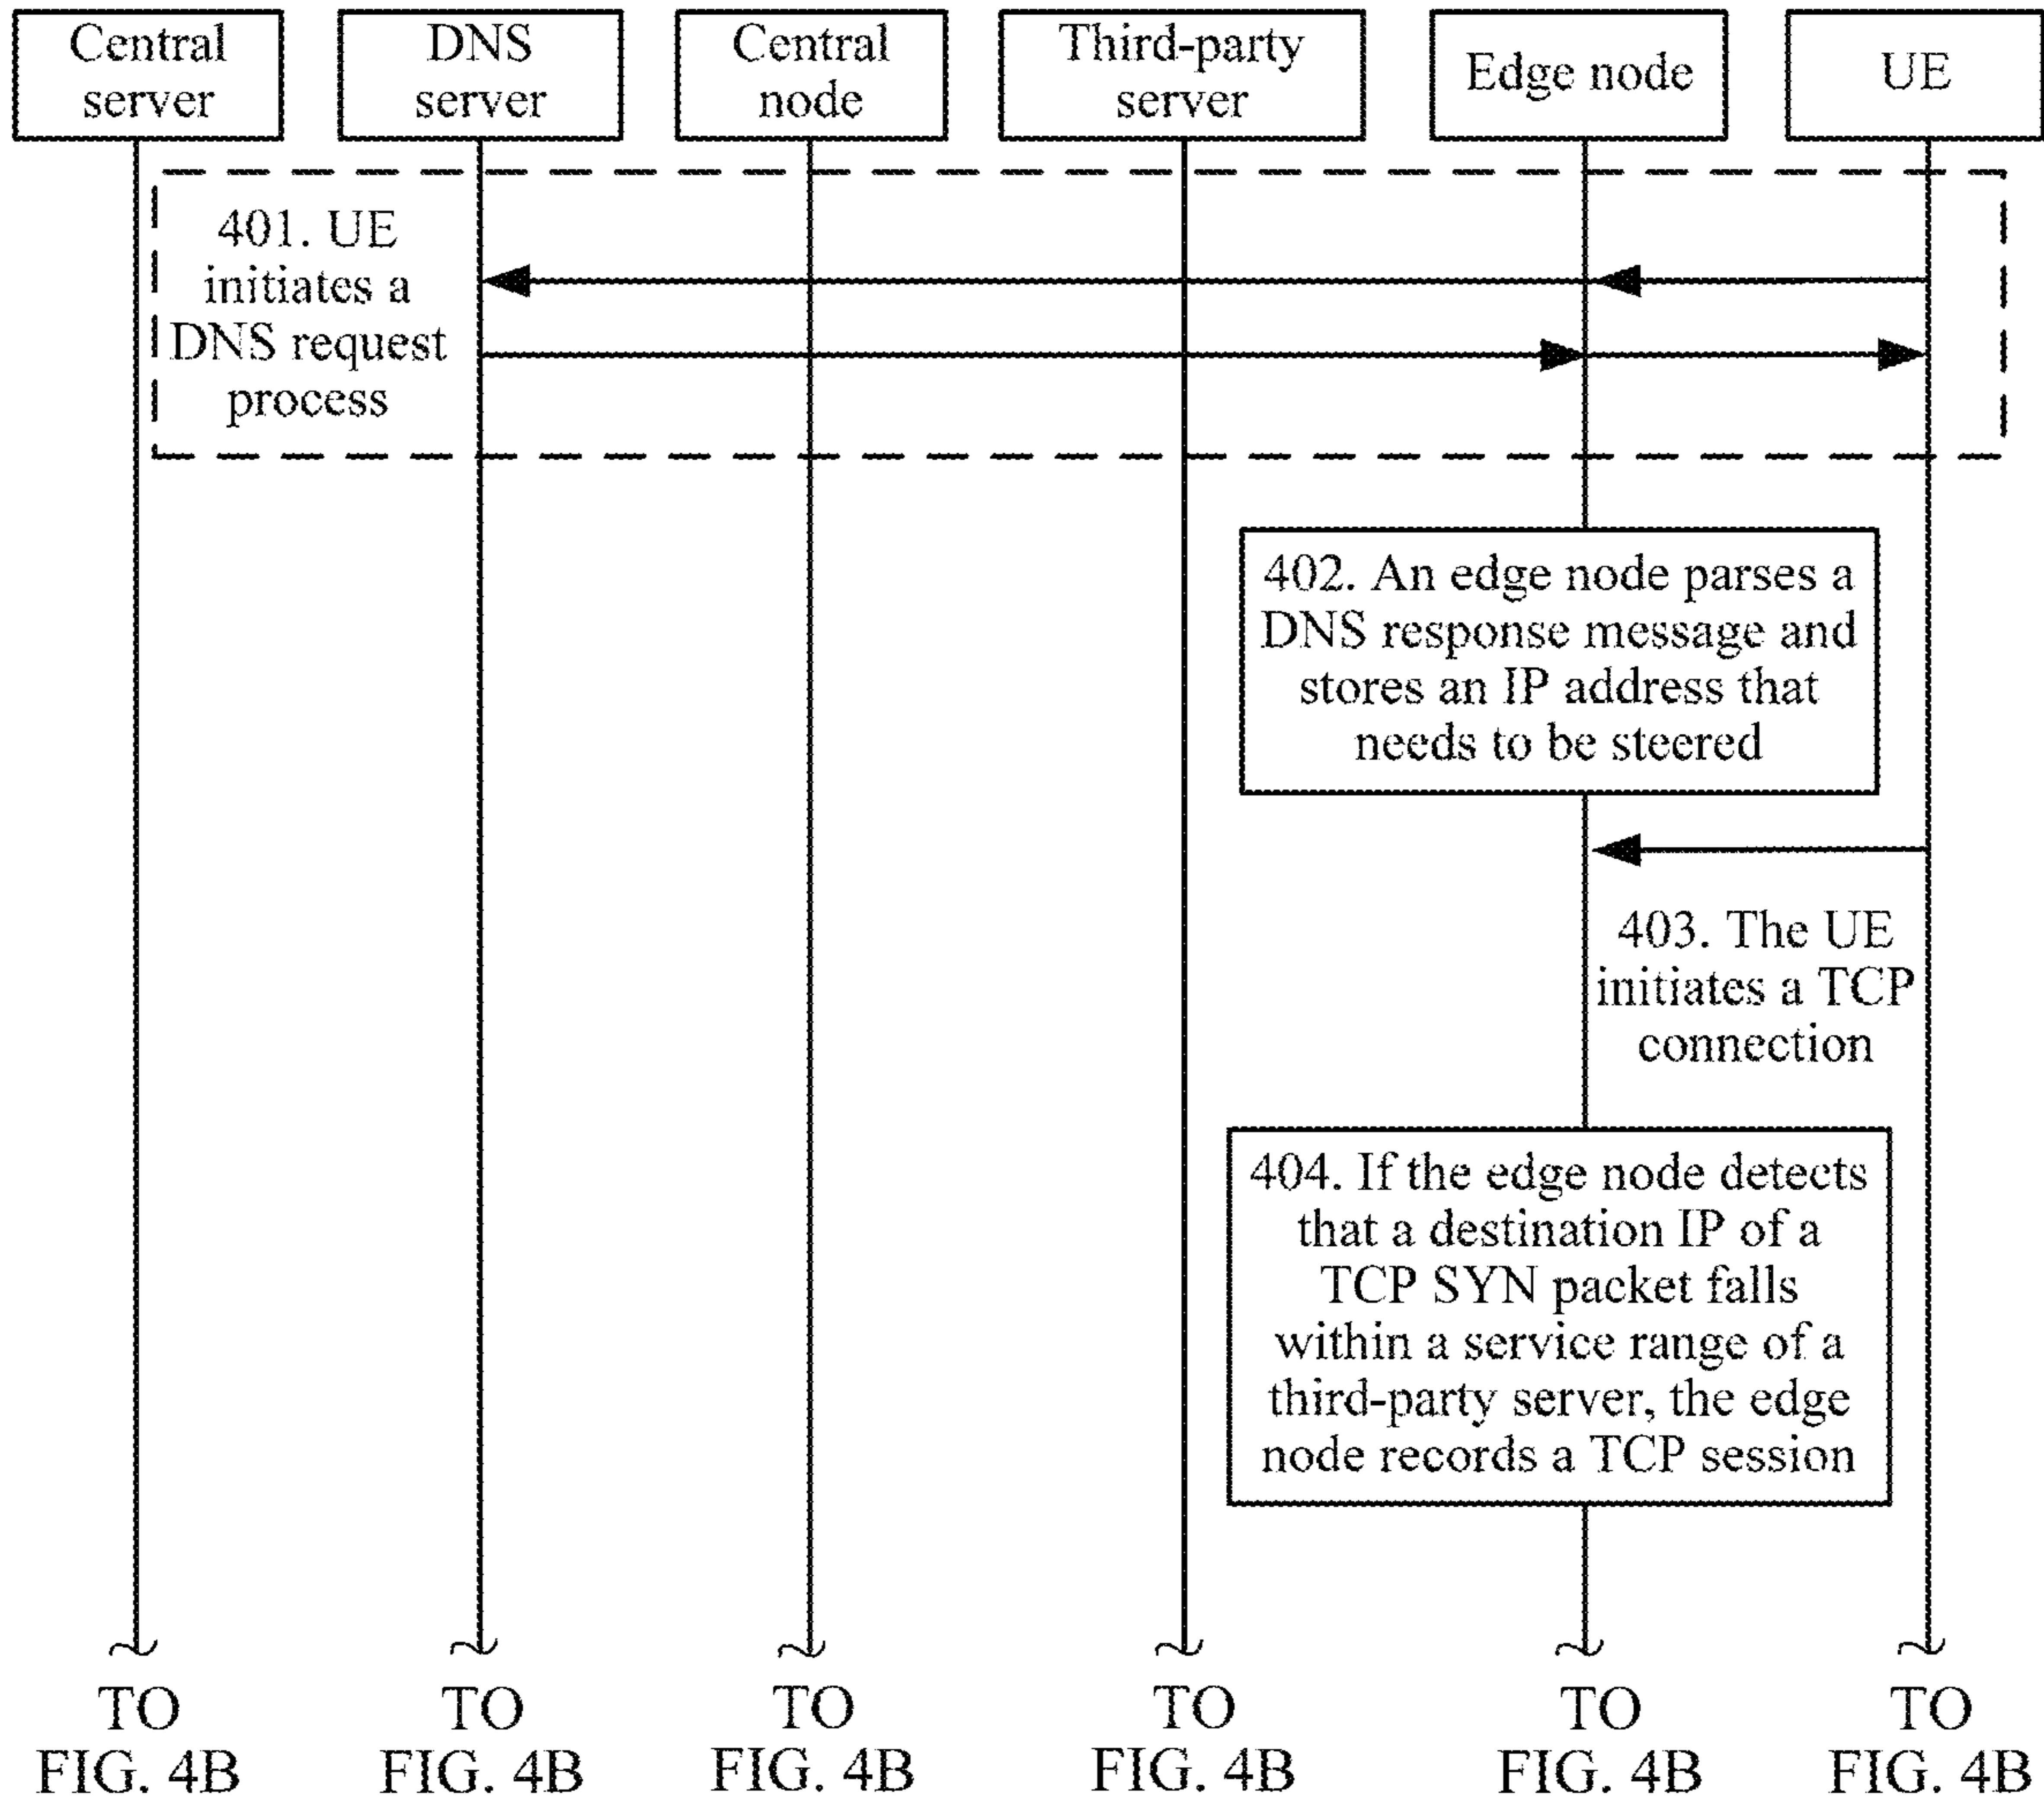 Central
server
DNS
server
Central
node
Third-party
server
Edge node
UE
401. UE
initiates a
DNS request
process
402. An edge node parses a
DNS response message and
stores an IP address that
needs to be steered
403. The UE
initiates a TCP
connection
404. If the edge node detects
that a destination IP of a
TCP SYN packet falls
within a service range of a
third-party server, the edge
node records a TCP session
TO
FIG. 4B
TO
FIG. 4B
TO
FIG. 4B
TO
FIG. 4B
TO
FIG. 4B
TO
FIG. 4B